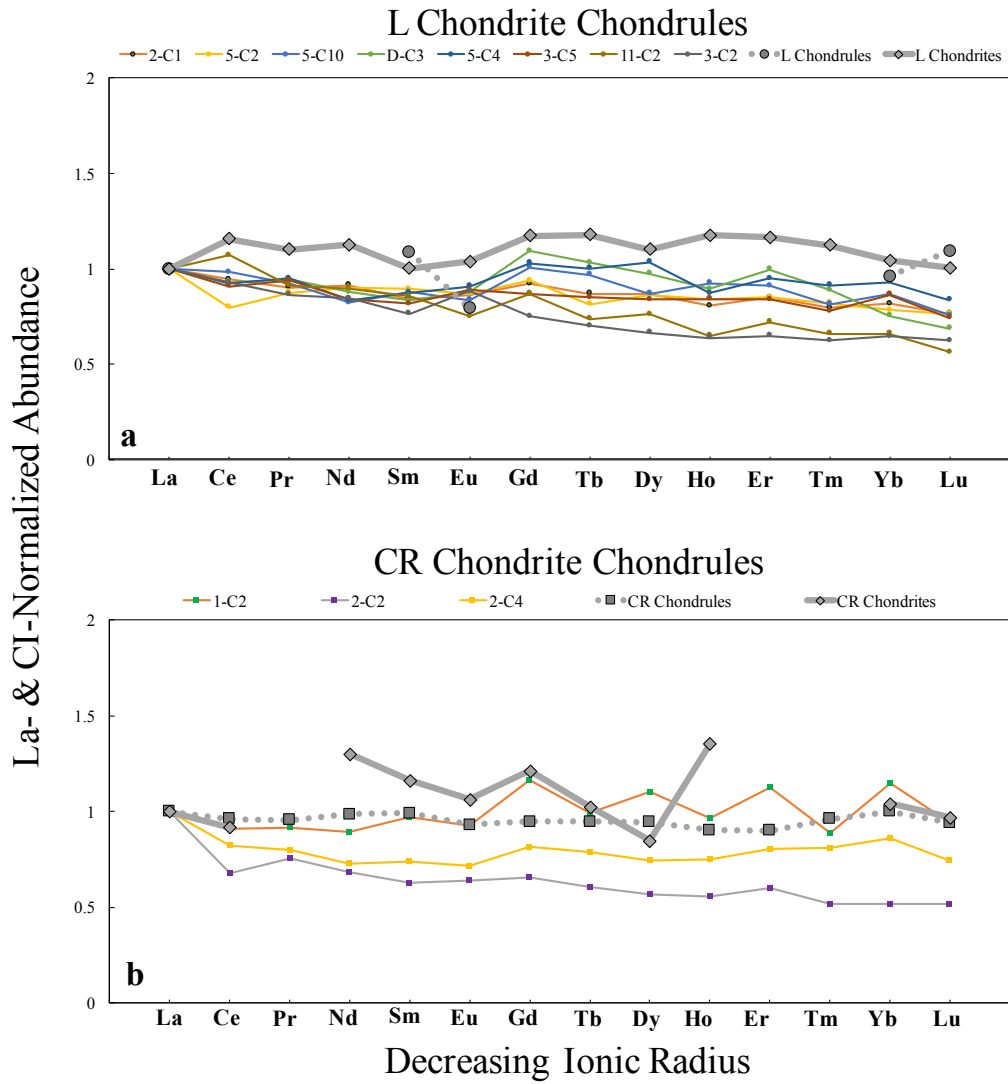 L Chondrite Chondrules
2-C1 5-C2 5-C10 D-C3 5-C4 3-C5 11-C2 3-C2 L Chondrules L Chondrites
2
1.5
1
0.5
0
a
La Ce Pr Nd Sm Eu Gd Tb Dy Ho Er Tm Yb Lu
La- & CI-Normalized Abundance
CR Chondrite Chondrules
1-C2 2-C2 2-C4 CR Chondrules CR Chondrites
2
1.5
1
0.5
0
b
La Ce Pr Nd Sm Eu Gd Tb Dy Ho Er Tm Yb Lu
Decreasing Ionic Radius